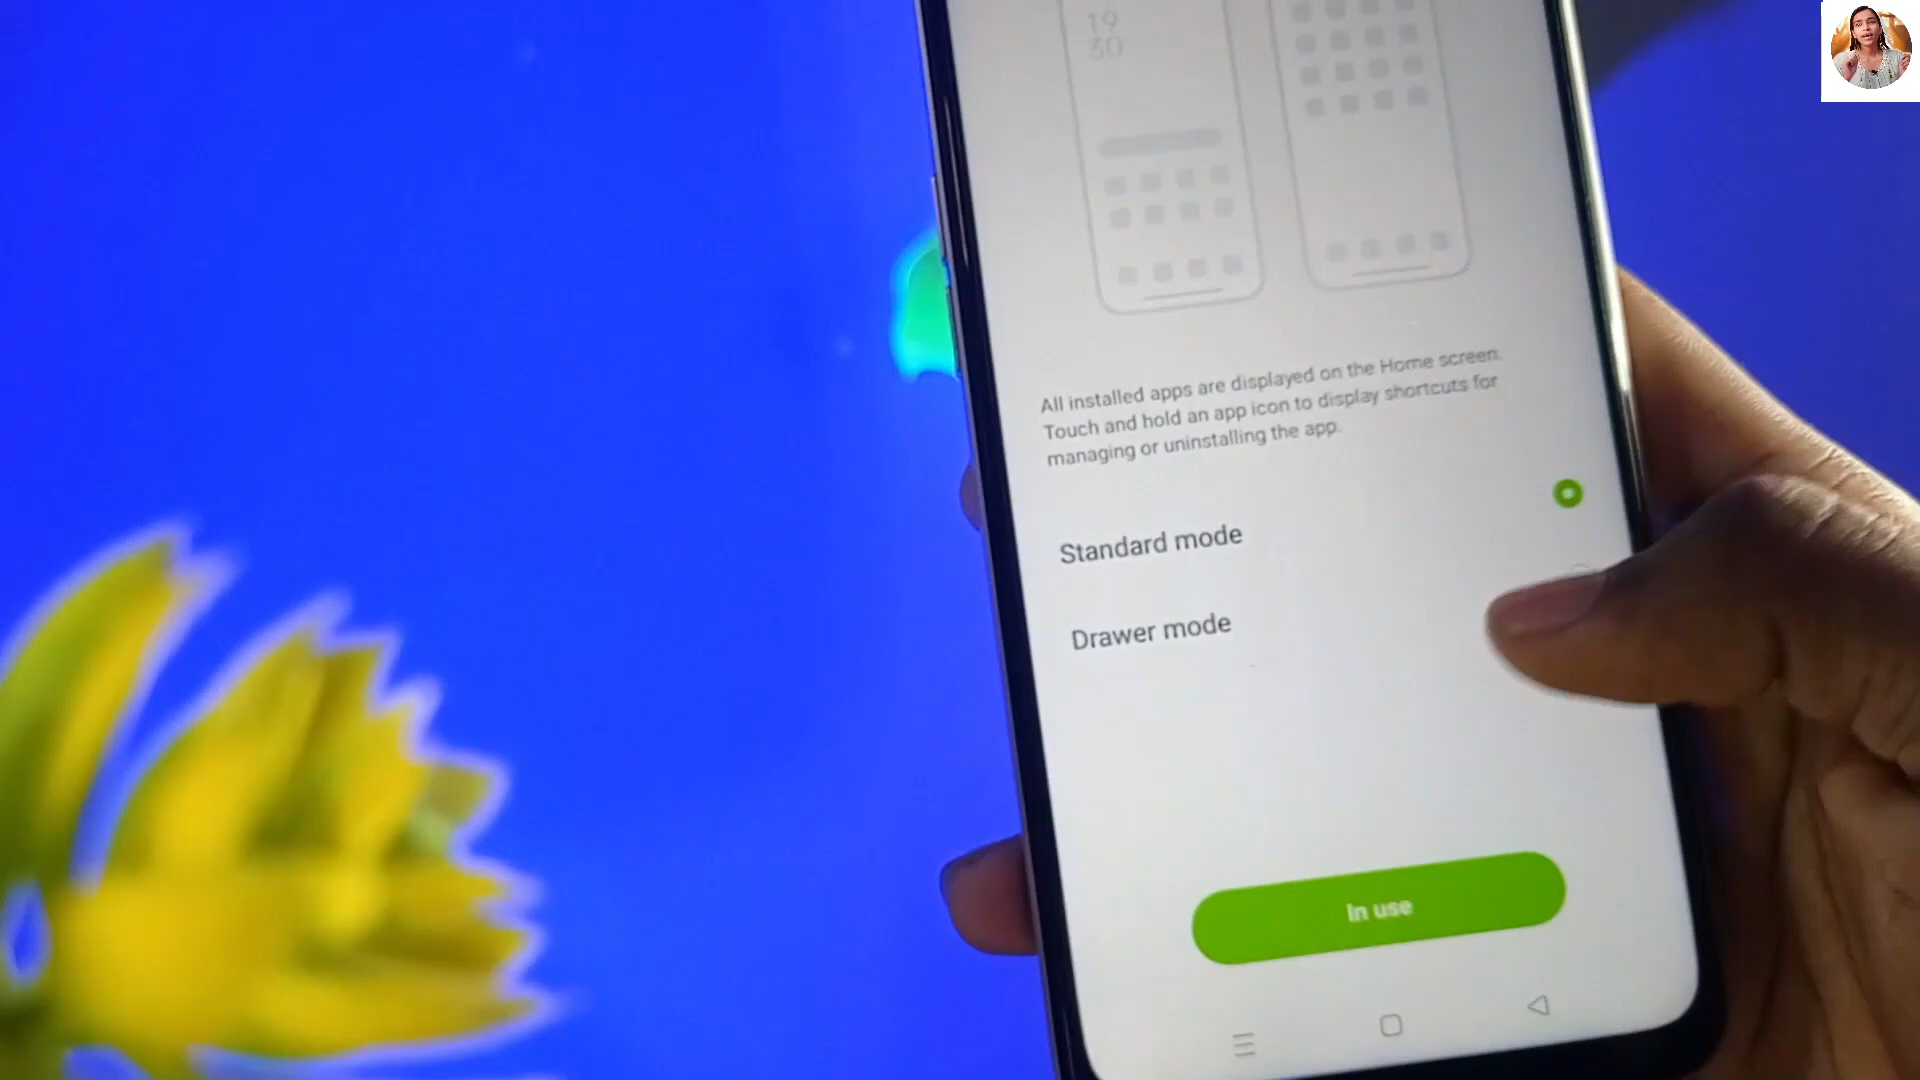 19
30
All installed apps are displayed on the Home screen.
Touch and hold an app icon to display shortcuts for
managing or uninstalling the app.
Standard mode
Drawer mode
In use